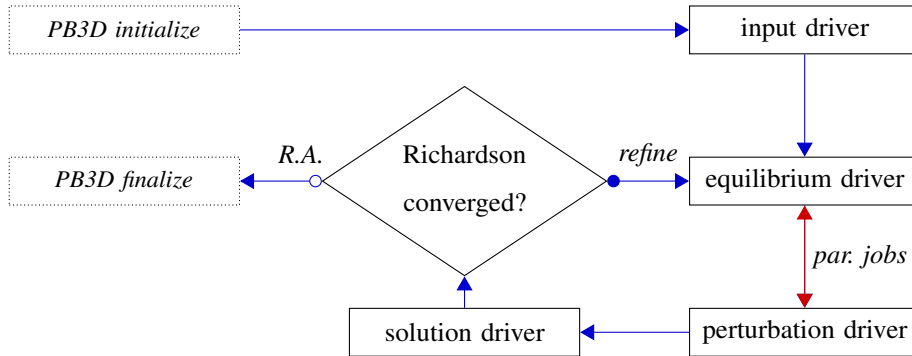 PB3D initialize
input driver
R.A.
Richardson
converged?
refine
PB3D finalize
equilibrium driver
par. jobs
solution driver
perturbation driver